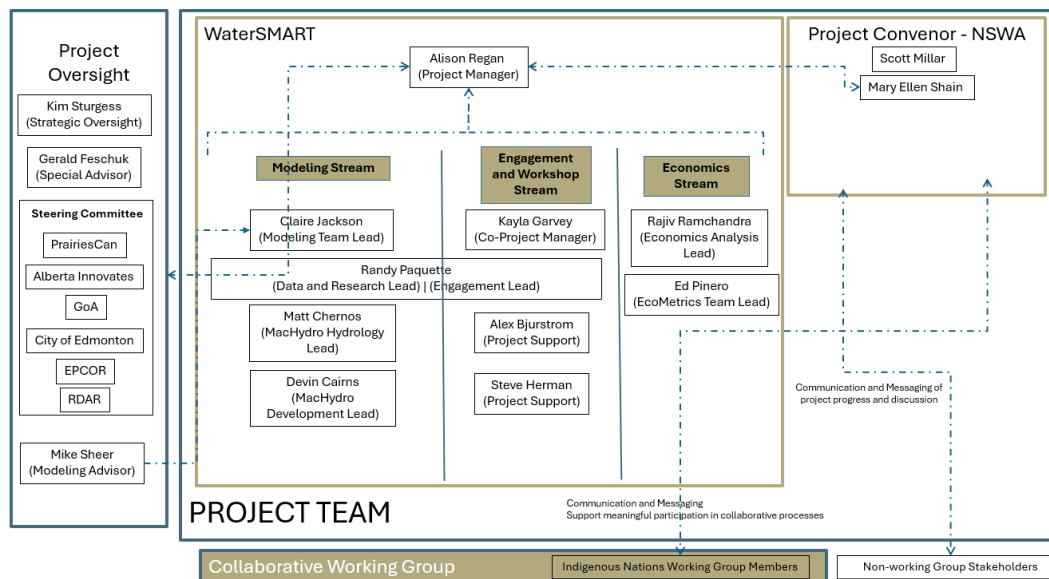 Project
Oversight
Kim Sturgess
(Strategic Oversight)
Gerald Feschuk
(Special Advisor)
Steering Committee
PrairiesCan
Alberta Innovates
GoA
City of Edmonton
EPCOR
RDAR
Mike Sheer
(Modeling Advisor)
WaterSMART
Alison Regan
(Project Manager)
Modeling Stream
Claire Jackson
(Modeling Team Lead)
Randy Paquette
(Data and Research Lead) | (Engagement Lead)
Matt Chernos
(MacHydro Hydrology
Lead)
Devin Cairns
(MacHydro
Development Lead)
Engagement
and Workshop
Stream
Kayla Garvey
(Co-Project Manager)
Alex Bjurstrom
(Project Support)
Steve Herman
(Project Support)
Economics
Stream
Rajiv Ramchandra
(Economics Analysis
Lead)
Ed Pinero
(EcoMetrics Team Lead)
Project Convenor - NSWA
Scott Millar
Mary Ellen Shain
Communication and Messaging of
project progress and discussion
PROJECT TEAM
Communication and Messaging
Support meaningful participation in collaborative processes
Collaborative Working Group
Indigenous Nations Working Group Members
Non-working Group Stakeholders